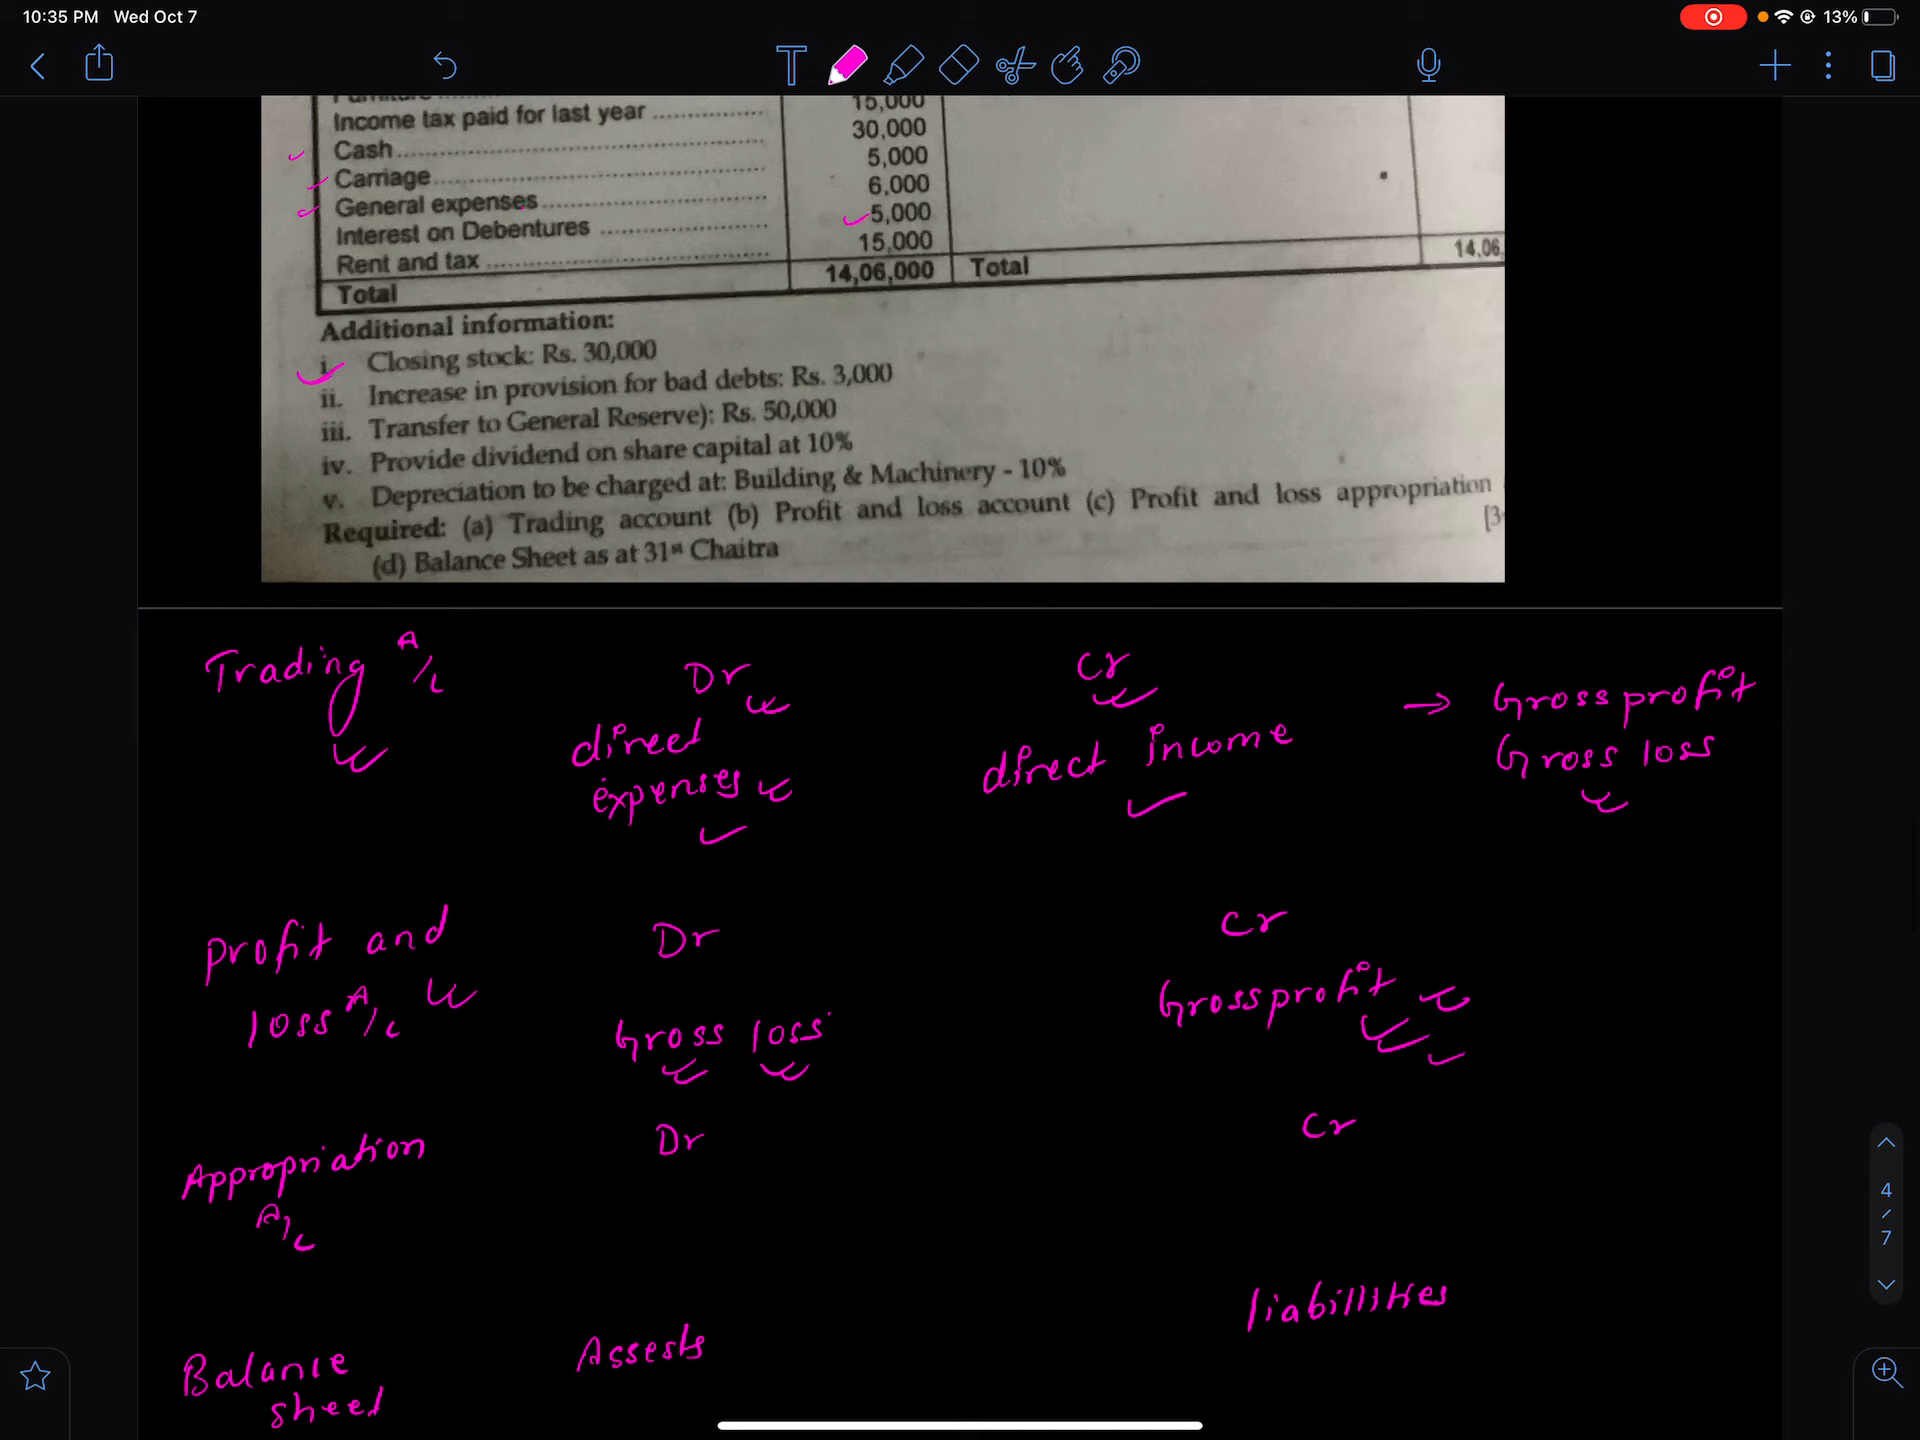 10:35 PM Wed Oct 7
13%
T
15,000
Income tax paid for last year 30,000
Cash 5,000
Carriage 6,000
General expenses 5,000
Interest on Debentures 15,000
Rent and tax
Total 14,06,000 Total 14,06
Additional information:
i. Closing stock: Rs. 30,000
ii. Increase in provision for bad debts: Rs. 3,000
iii. Transfer to General Reserve): Rs. 50,000
iv. Provide dividend on share capital at 10%
v. Depreciation to be charged at: Building & Machinery - 10%
Required: (a) Trading account (b) Profit and loss account (c) Profit and loss appropriation
(d) Balance Sheet as at 31st Chaitra [3
Trading A/c Dr Cr → Gross profit
direct expenses direct income Gross loss
Profit and loss A/c Dr Cr
Gross loss Gross profit
Appropriation A/c Dr Cr
Balance sheet Assests liabillities
4
/
7